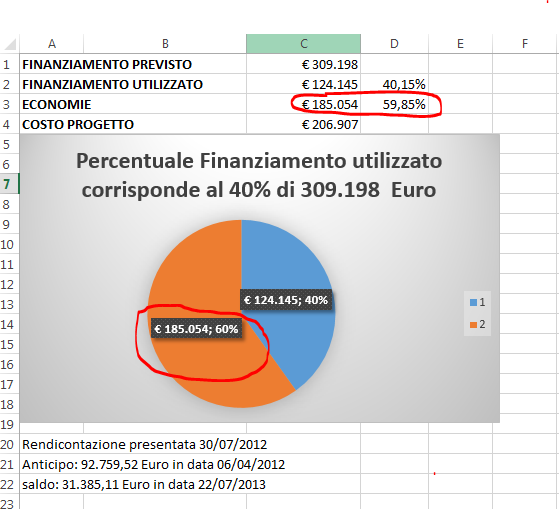 A B C D E F
1 FINANZIAMENTO PREVISTO € 309.198
2 FINANZIAMENTO UTILIZZATO € 124.145 40,15%
3 ECONOMIE € 185.054 59,85%
4 COSTO PROGETTO € 206.907
5
6
7
8
9
10
11
12
13
14
15
16
17
18
19
Percentuale Finanziamento utilizzato
corrisponde al 40% di 309.198 Euro
€ 124.145; 40%
1
€ 185.054; 60%
2
20 Rendicontazione presentata 30/07/2012
21 Anticipo: 92.759,52 Euro in data 06/04/2012
22 saldo: 31.385,11 Euro in data 22/07/2013
23